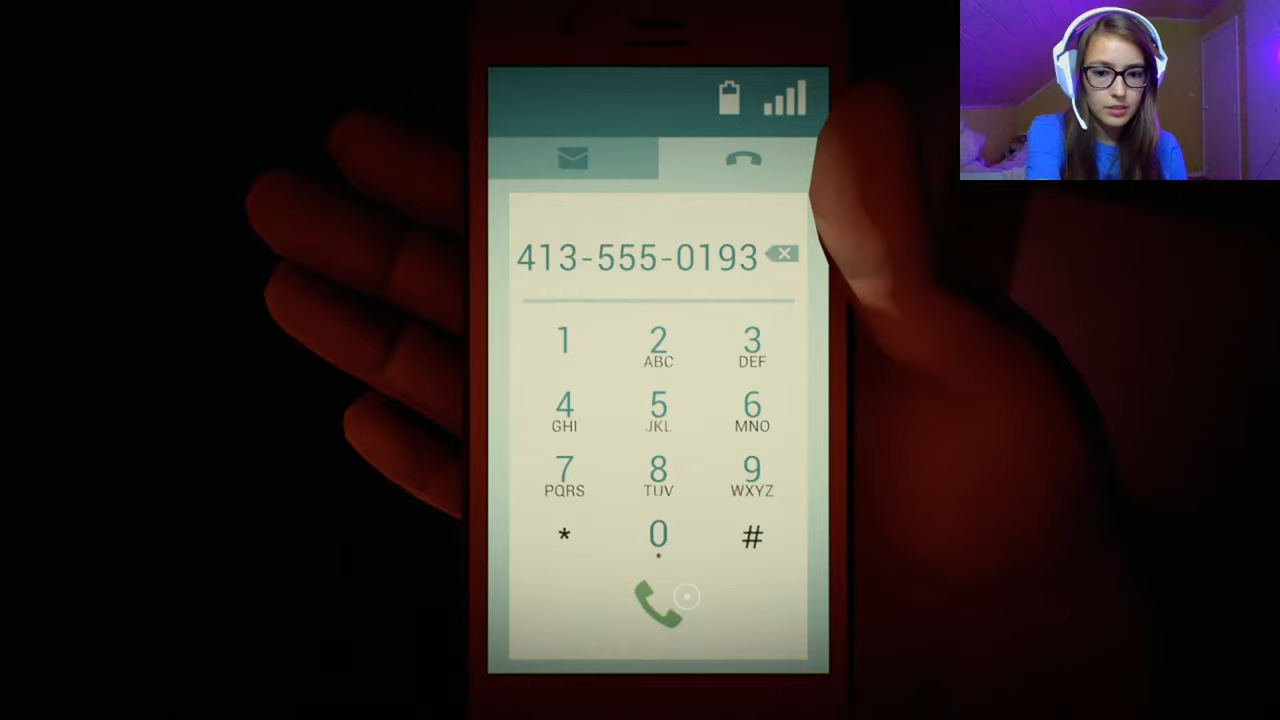 413-555-0193
1 2 3
ABC DEF
4 5 6
GHI JKL MNO
7 8 9
PQRS TUV WXYZ
* 0 #
*